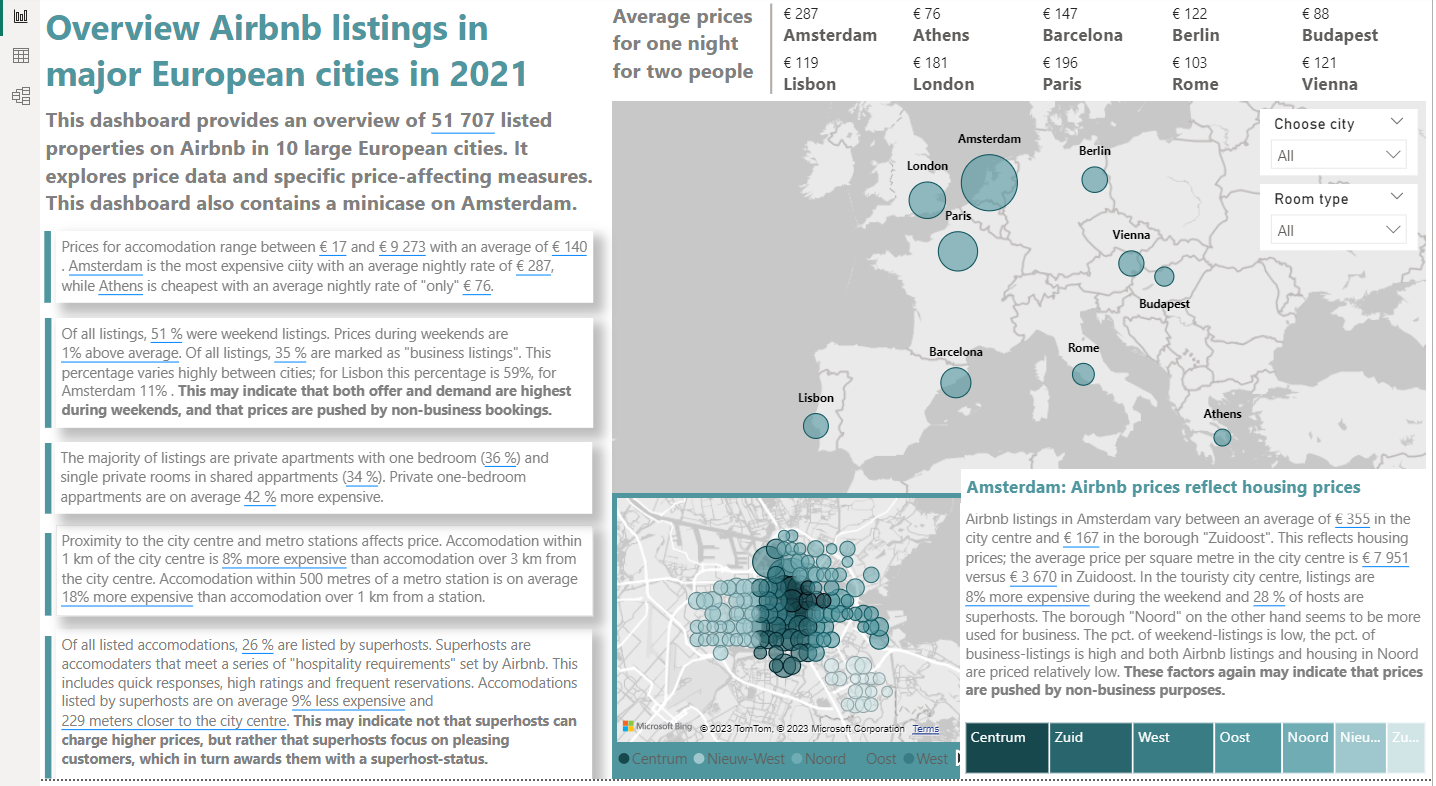 Overview Airbnb listings in
major European cities in 2021
This dashboard provides an overview of 51 707 listed
properties on Airbnb in 10 large European cities. It
explores price data and specific price-affecting measures.
This dashboard also contains a minicase on Amsterdam.
Prices for accomodation range between € 17 and € 9 273 with an average of € 140
. Amsterdam is the most expensive ciity with an average nightly rate of € 287,
while Athens is cheapest with an average nightly rate of "only" € 76.
Of all listings, 51 % were weekend listings. Prices during weekends are
1% above average. Of all listings, 35 % are marked as "business listings". This
percentage varies highly between cities; for Lisbon this percentage is 59%, for
Amsterdam 11% . This may indicate that both offer and demand are highest
during weekends, and that prices are pushed by non-business bookings.
The majority of listings are private apartments with one bedroom (36 %) and
single private rooms in shared appartments (34 %). Private one-bedroom
appartments are on average 42 % more expensive.
Proximity to the city centre and metro stations affects price. Accomodation within
1 km of the city centre is 8% more expensive than accomodation over 3 km from
the city centre. Accomodation within 500 metres of a metro station is on average
18% more expensive than accomodation over 1 km from a station.
Of all listed accomodations, 26 % are listed by superhosts. Superhosts are
accomodaters that meet a series of "hospitality requirements" set by Airbnb. This
includes quick responses, high ratings and frequent reservations. Accomodations
listed by superhosts are on average 9% less expensive and
229 meters closer to the city centre. This may indicate not that superhosts can
charge higher prices, but rather that superhosts focus on pleasing
customers, which in turn awards them with a superhost-status.
Average prices
for one night
for two people
€ 287
Amsterdam
€ 76
Athens
€ 147
Barcelona
€ 122
Berlin
€ 88
Budapest
€ 119
Lisbon
€ 181
London
€ 196
Paris
€ 103
Rome
€ 121
Vienna
Choose city
All
Room type
All
Amsterdam
Berlin
London
Paris
Vienna
Budapest
Barcelona
Rome
Lisbon
Athens
Microsoft Bing
© 2023 TomTom, © 2023 Microsoft Corporation Terms
Centrum Nieuw-West Noord Oost West
Amsterdam: Airbnb prices reflect housing prices
Airbnb listings in Amsterdam vary between an average of € 355 in the
city centre and € 167 in the borough "Zuidoost". This reflects housing
prices; the average price per square metre in the city centre is € 7 951
versus € 3 670 in Zuidoost. In the touristy city centre, listings are
8% more expensive during the weekend and 28 % of hosts are
superhosts. The borough "Noord" on the other hand seems to be more
used for business. The pct. of weekend-listings is low, the pct. of
business-listings is high and both Airbnb listings and housing in Noord
are priced relatively low. These factors again may indicate that prices
are pushed by non-business purposes.
Centrum Zuid West Oost Noord Nieu... Zu...